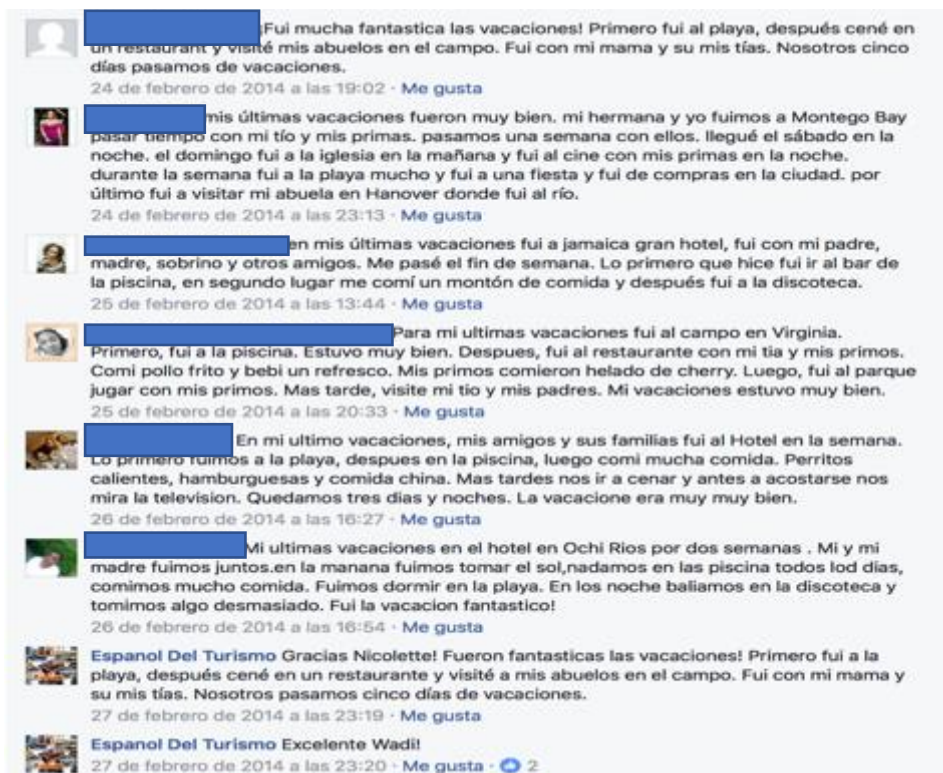 ¡Fui mucha fantastica las vacaciones! Primero fui al playa, después cené en
un restaurant y visité mis abuelos en el campo. Fui con mi mama y su mis tías. Nosotros cinco
días pasamos de vacaciones.
24 de febrero de 2014 a las 19:02 · Me gusta
mis últimas vacaciones fueron muy bien. mi hermana y yo fuimos a Montego Bay
pasar tiempo con mi tío y mis primas. pasamos una semana con ellos. llegué el sábado en la
noche. el domingo fui a la iglesia en la mañana y fui al cine con mis primas en la noche.
durante la semana fui a la playa mucho y fui a una fiesta y fui de compras en la ciudad. por
último fui a visitar mi abuela en Hanover donde fui al río.
24 de febrero de 2014 a las 23:13 · Me gusta
en mis últimas vacaciones fui a jamaica gran hotel, fui con mi padre,
madre, sobrino y otros amigos. Me pasé el fin de semana. Lo primero que hice fui ir al bar de
la piscina, en segundo lugar me comí un montón de comida y después fui a la discoteca.
25 de febrero de 2014 a las 13:44 · Me gusta
Para mi ultimas vacaciones fui al campo en Virginia.
Primero, fui a la piscina. Estuvo muy bien. Despues, fui al restaurante con mi tia y mis primos.
Comi pollo frito y bebi un refresco. Mis primos comieron helado de cherry. Luego, fui al parque
jugar con mis primos. Mas tarde, visite mi tio y mis padres. Mi vacaciones estuvo muy bien.
25 de febrero de 2014 a las 20:33 · Me gusta
En mi ultimo vacaciones, mis amigos y sus familias fui al Hotel en la semana.
Lo primero fuimos a la playa, despues en la piscina, luego comi mucha comida. Perritos
calientes, hamburguesas y comida china. Mas tardes nos ir a cenar y antes a acostarse nos
mira la television. Quedamos tres dias y noches. La vacacione era muy muy bien.
26 de febrero de 2014 a las 16:27 · Me gusta
Mi ultimas vacaciones en el hotel en Ochi Rios por dos semanas . Mi y mi
madre fuimos juntos.en la manana fuimos tomar el sol,nadamos en las piscina todos lod dias,
comimos mucho comida. Fuimos dormir en la playa. En los noche baliamos en la discoteca y
tomimos algo desmasiado. Fui la vacacion fantastico!
26 de febrero de 2014 a las 16:54 · Me gusta
Espanol Del Turismo Gracias Nicolette! Fueron fantasticas las vacaciones! Primero fui a la
playa, después cené en un restaurante y visité a mis abuelos en el campo. Fui con mi mama y
su mis tías. Nosotros pasamos cinco días de vacaciones.
27 de febrero de 2014 a las 23:19 · Me gusta
Espanol Del Turismo Excelente Wadi!
27 de febrero de 2014 a las 23:20 · Me gusta · 2